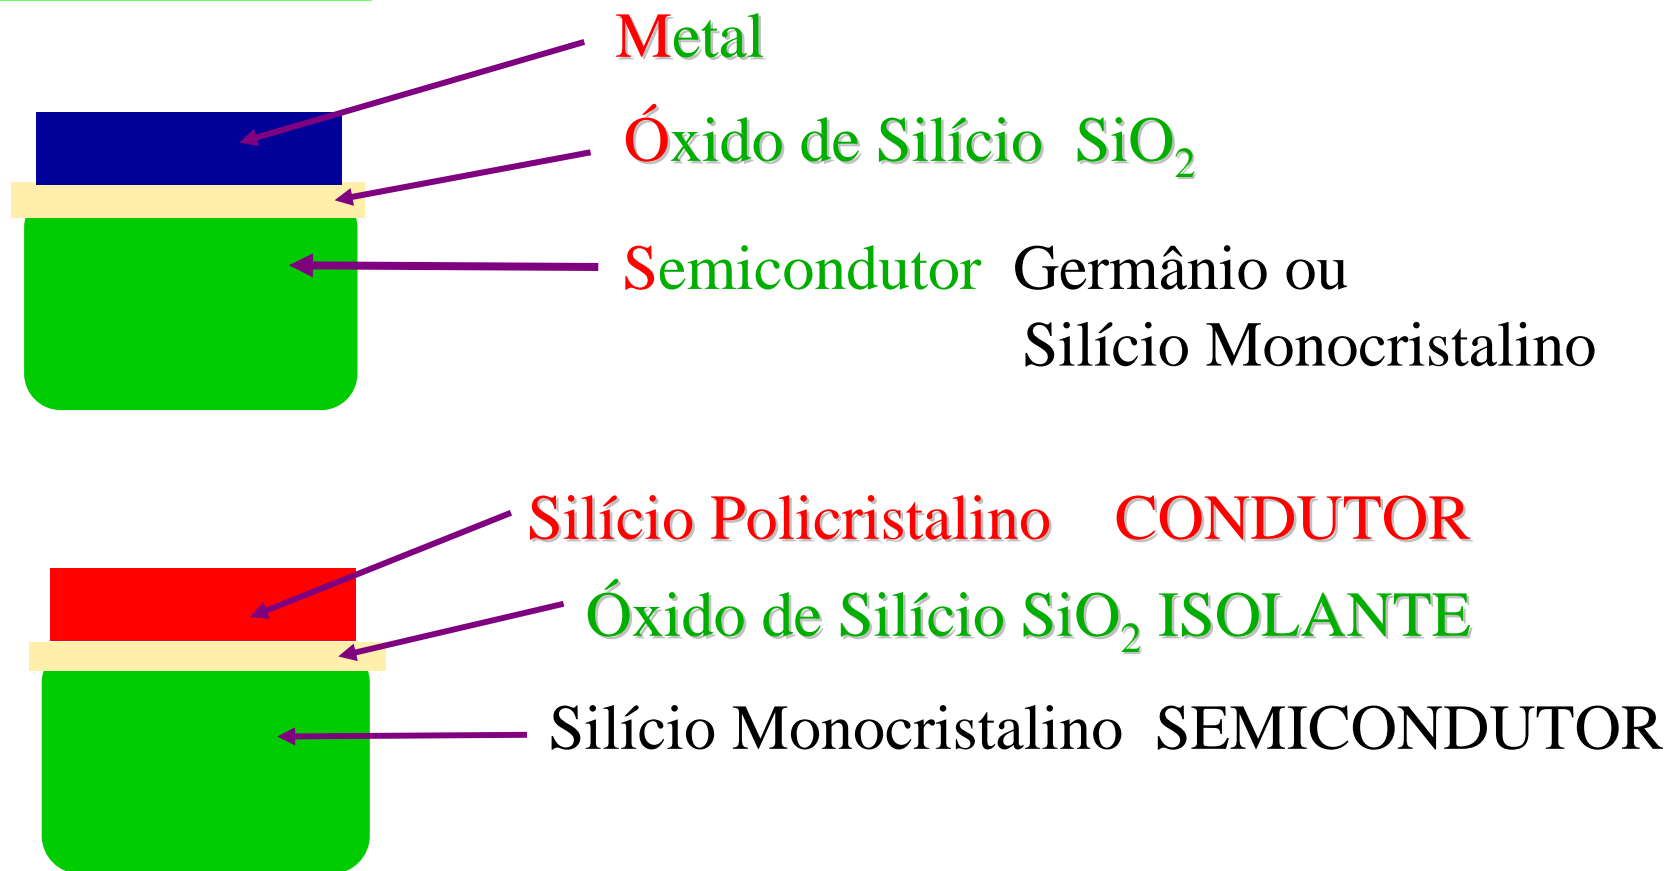 Metal
Óxido de Silício SiO₂
Semicondutor Germânio ou
Silício Monocristalino
Silício Policristalino CONDUTOR
Óxido de Silício SiO₂ ISOLANTE
Silício Monocristalino SEMICONDUTOR